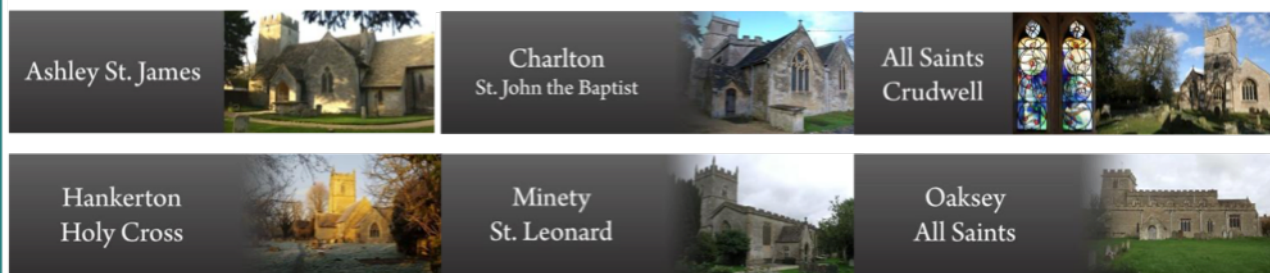 Ashley St. James
Charlton
St. John the Baptist
All Saints
Crudwell
Hankerton
Holy Cross
Minety
St. Leonard
Oaksey
All Saints